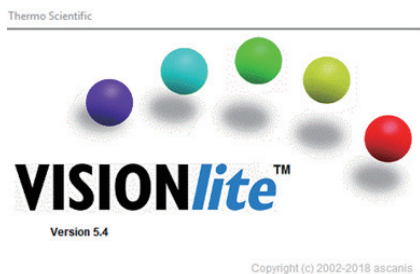 Thermo Scientific
VISIONlite™
Version 5.4
Copyright (c) 2002-2018 ascanis